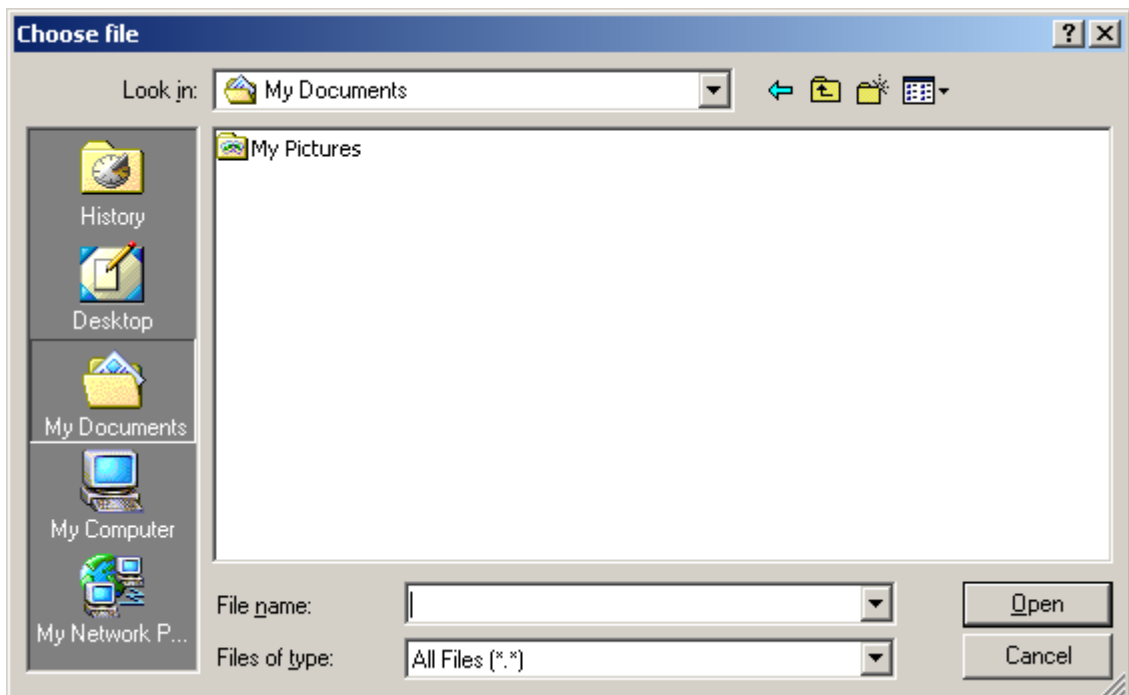 Choose file
Look in:
My Documents
My Pictures
History
Desktop
My Documents
My Computer
My Network P...
File name:
Open
Files of type:
All Files (*.*)
Cancel